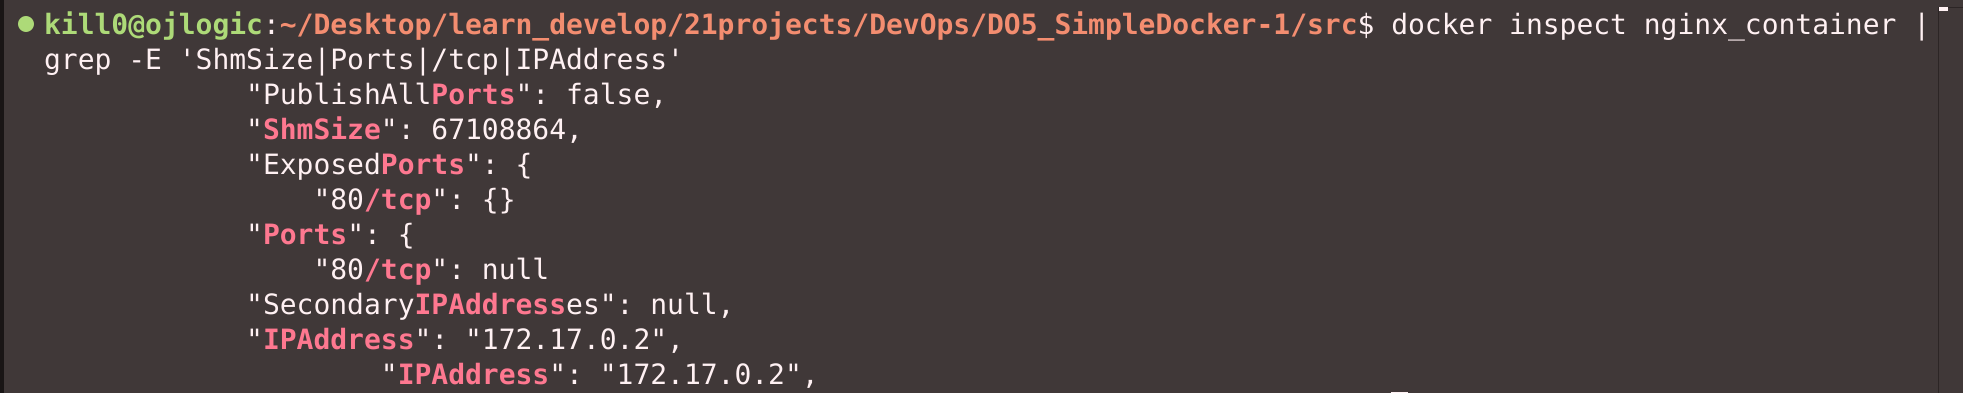 kill0@ojlogic:~/Desktop/learn_develop/21projects/DevOps/DO5_SimpleDocker-1/src$ docker inspect nginx_container |
grep -E 'ShmSize|Ports|/tcp|IPAddress'
"PublishAllPorts": false,
"ShmSize": 67108864,
"ExposedPorts": {
"80/tcp": {}
"Ports": {
"80/tcp": null
"SecondaryIPAddresses": null,
"IPAddress": "172.17.0.2",
"IPAddress": "172.17.0.2",